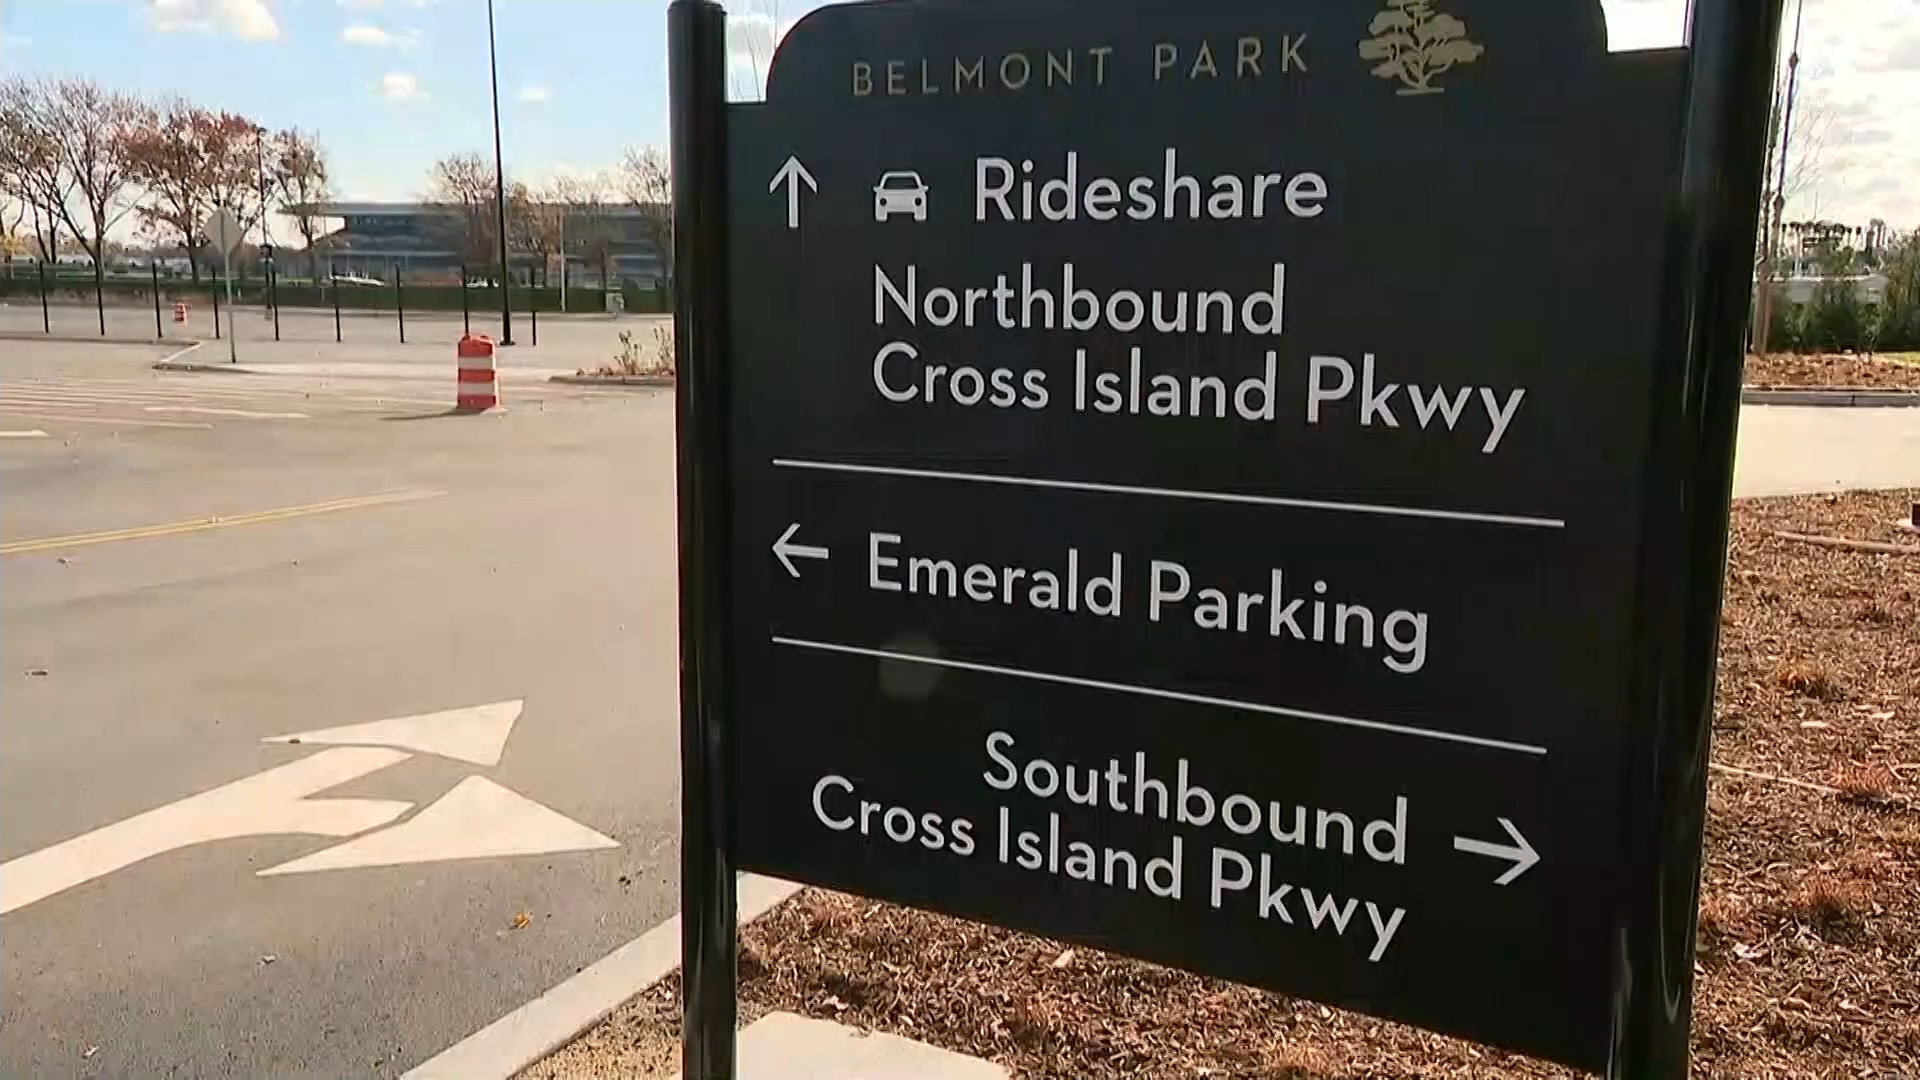 BELMONT PARK
Rideshare
Northbound
Cross Island Pkwy
Emerald Parking
Southbound
Cross Island Pkwy